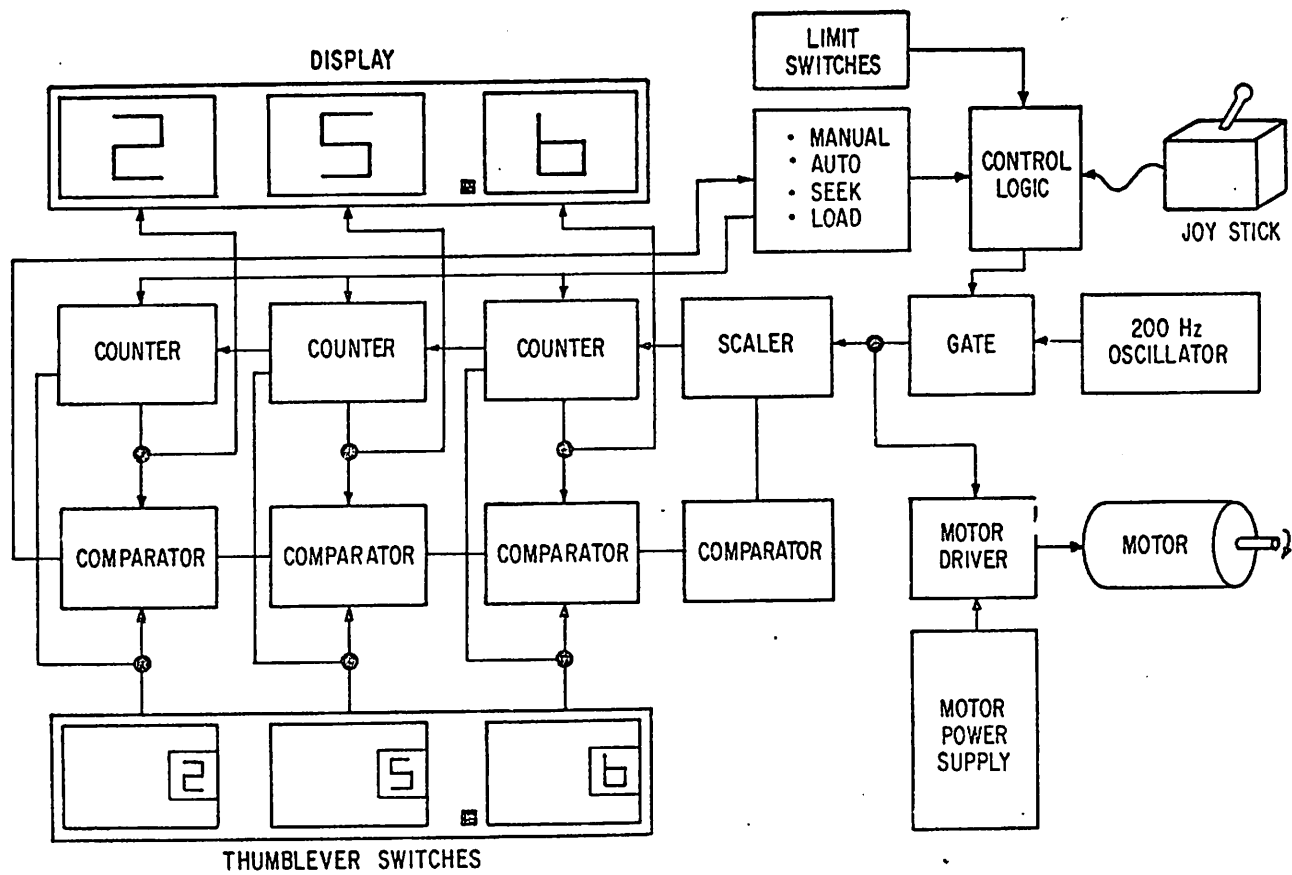 DISPLAY
2 5 . 6
LIMIT
SWITCHES
• MANUAL
• AUTO
• SEEK
• LOAD
CONTROL
LOGIC
JOY STICK
COUNTER
COUNTER
COUNTER
SCALER
GATE
200 Hz
OSCILLATOR
COMPARATOR
COMPARATOR
COMPARATOR
COMPARATOR
MOTOR
DRIVER
MOTOR
MOTOR
POWER
SUPPLY
2 5 . 6
THUMBLEVER SWITCHES